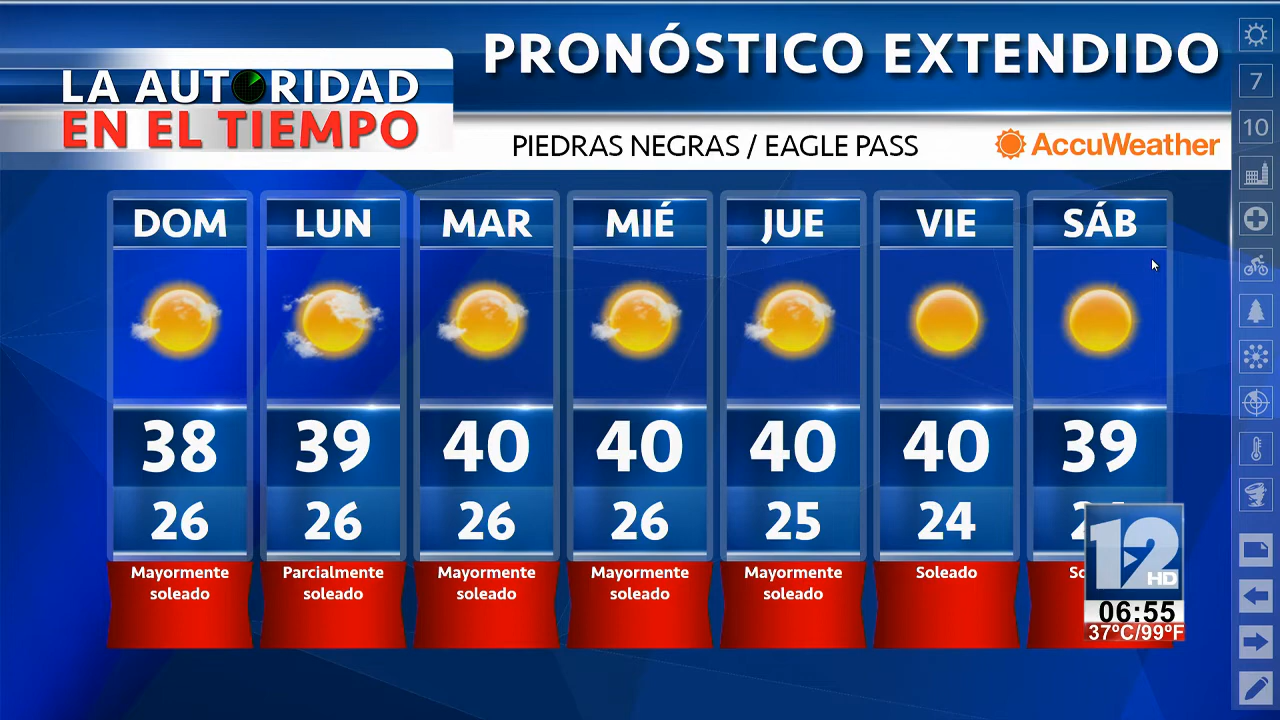 PRONÓSTICO EXTENDIDO
LA AUTORIDAD
EN EL TIEMPO
PIEDRAS NEGRAS / EAGLE PASS
AccuWeather
7
10
DOM LUN MAR MIÉ JUE VIE SÁB
38 39 40 40 40 40 39
26 26 26 26 25 24
Mayormente Parcialmente Mayormente Mayormente Mayormente Soleado
soleado soleado soleado soleado soleado
12
HD
06:55
37ºC/99ºF